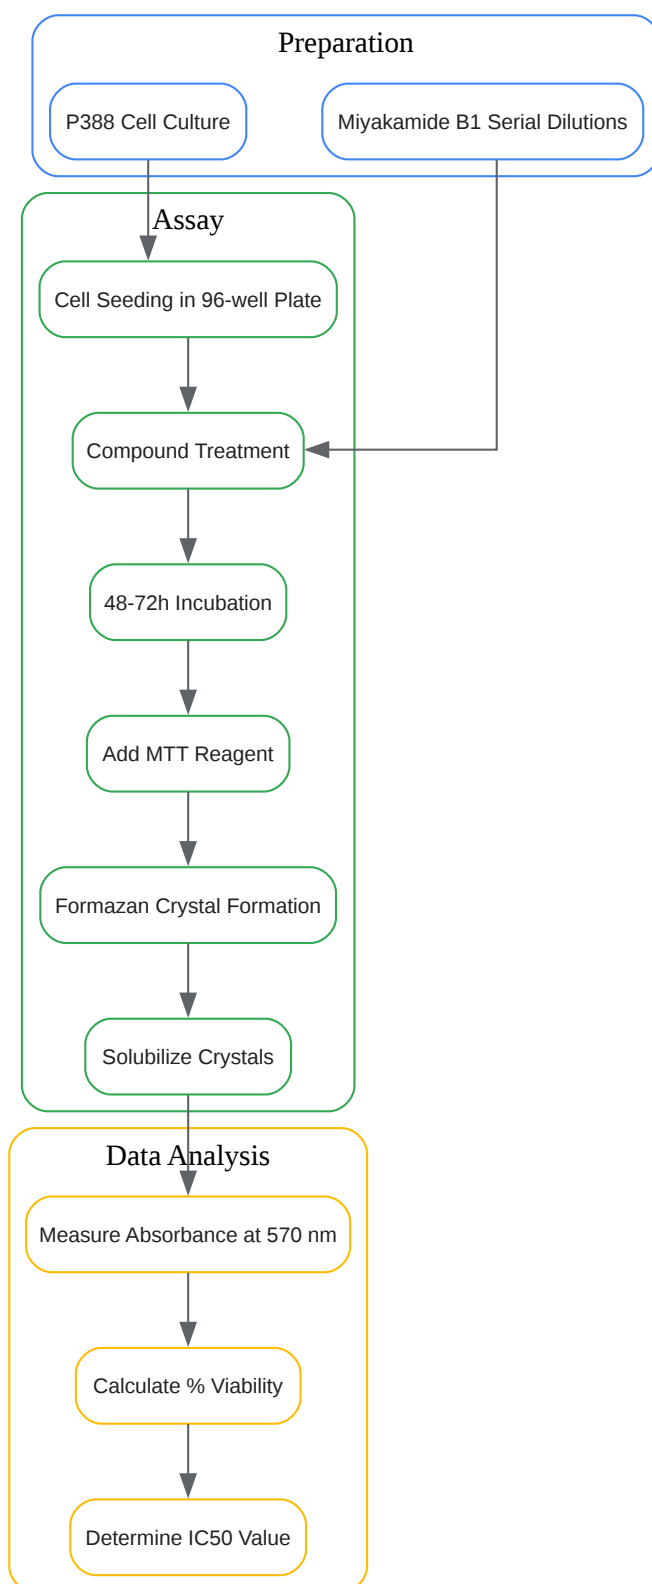 Preparation
P388 Cell Culture
Miyakamide B1 Serial Dilutions
Assay
Cell Seeding in 96-well Plate
Compound Treatment
48-72h Incubation
Add MTT Reagent
Formazan Crystal Formation
Solubilize Crystals
Data Analysis
Measure Absorbance at 570 nm
Calculate % Viability
Determine IC50 Value